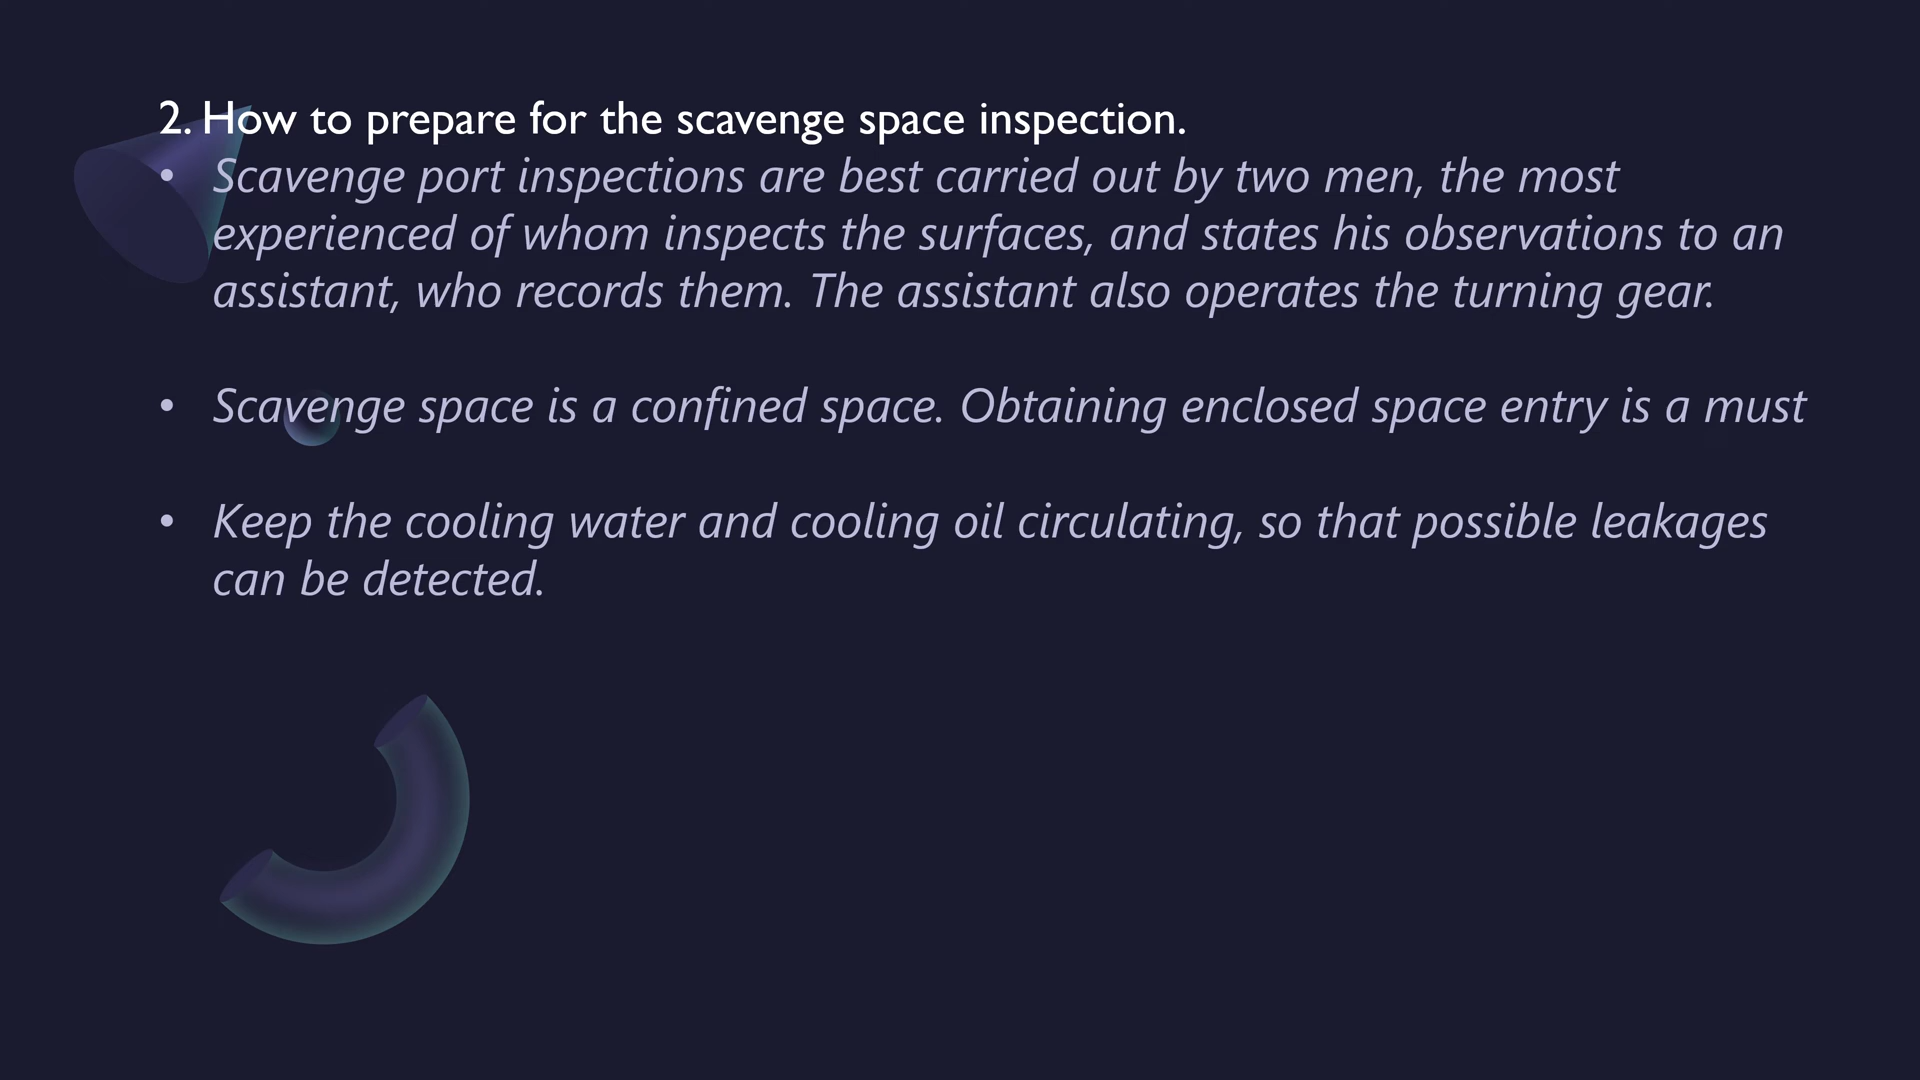 2. How to prepare for the scavenge space inspection.
• Scavenge port inspections are best carried out by two men, the most
experienced of whom inspects the surfaces, and states his observations to an
assistant, who records them. The assistant also operates the turning gear.
• Scavenge space is a confined space. Obtaining enclosed space entry is a must
• Keep the cooling water and cooling oil circulating, so that possible leakages
can be detected.